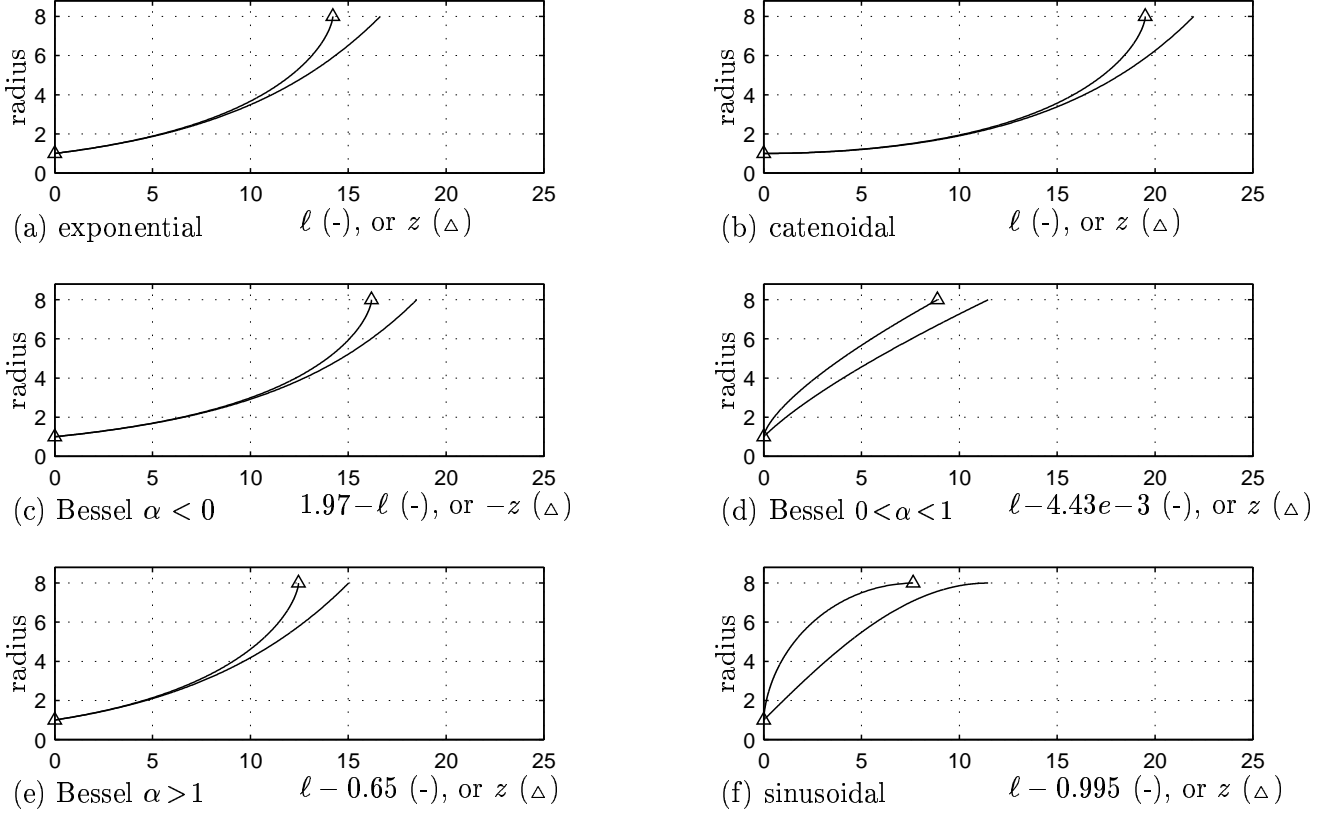 8
6
4
2
0
radius
0 5 10 15 20 25
(a) exponential ℓ (-), or z (△)
8
6
4
2
0
radius
0 5 10 15 20 25
(b) catenoidal ℓ (-), or z (△)
8
6
4
2
0
radius
0 5 10 15 20 25
(c) Bessel α < 0 1.97−ℓ (-), or −z (△)
8
6
4
2
0
radius
0 5 10 15 20 25
(d) Bessel 0<α<1 ℓ−4.43e−3 (-), or z (△)
8
6
4
2
0
radius
0 5 10 15 20 25
(e) Bessel α>1 ℓ − 0.65 (-), or z (△)
8
6
4
2
0
radius
0 5 10 15 20 25
(f) sinusoidal ℓ − 0.995 (-), or z (△)